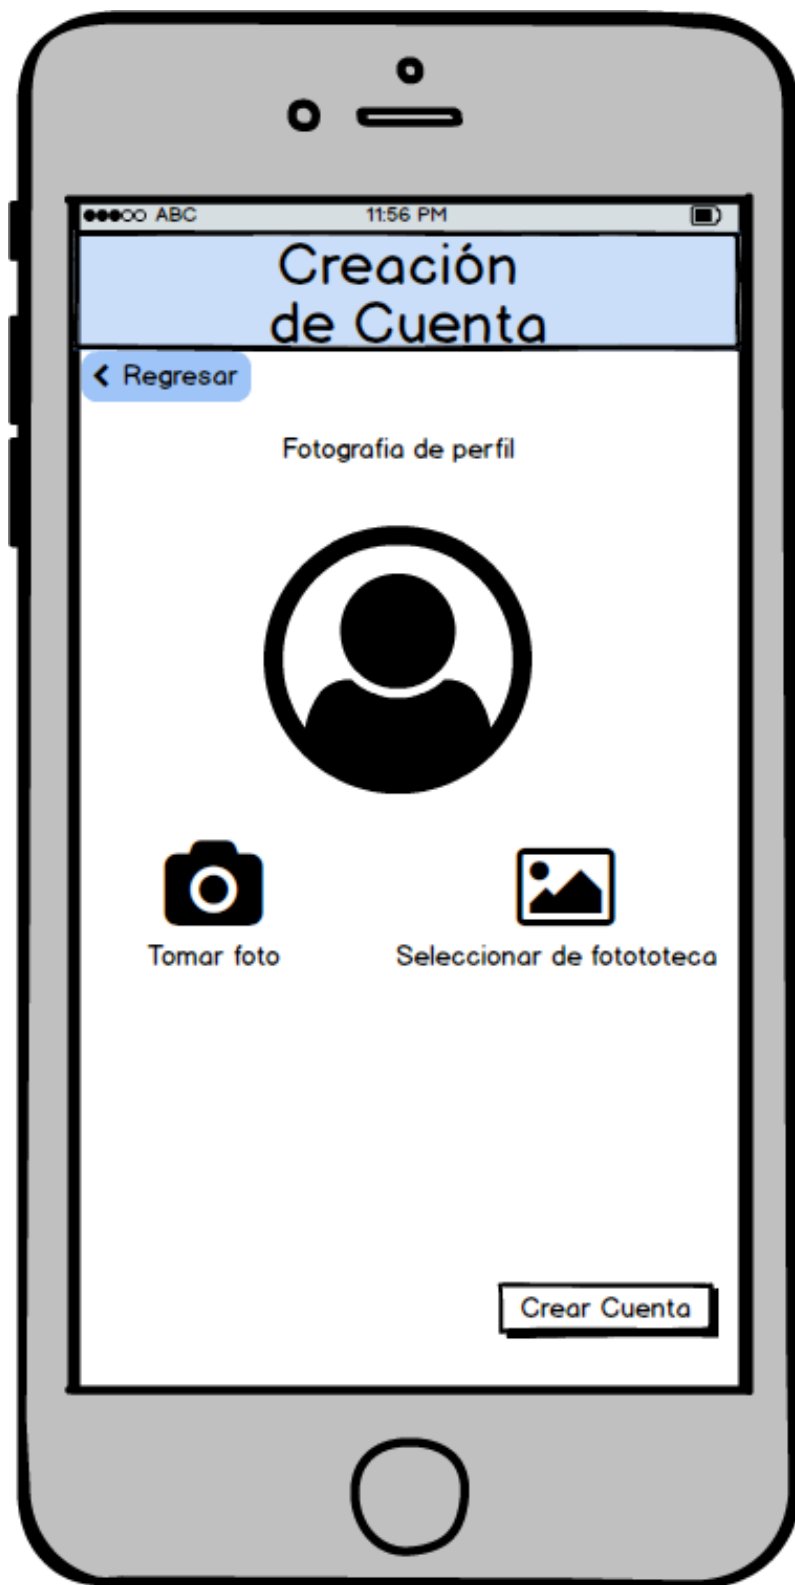 ABC 11:56 PM
Creación
de Cuenta
Regresar
Fotografia de perfil
Tomar foto
Seleccionar de fotototeca
Crear Cuenta